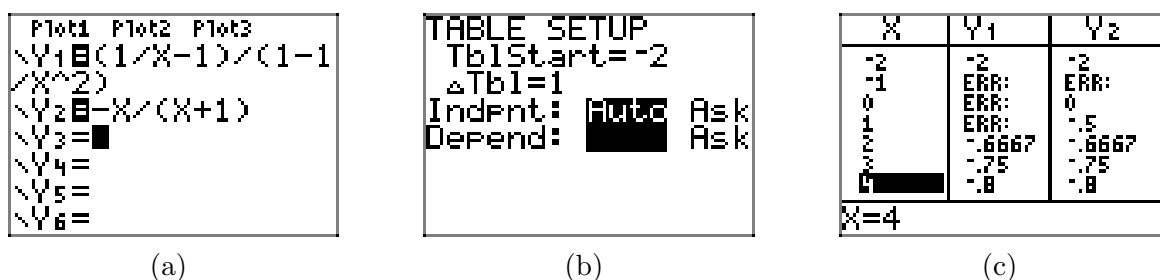 Plot1 Plot2 Plot3
\Y1=(1/X-1)/(1-1
/X^2)
\Y2=-X/(X+1)
\Y3=
\Y4=
\Y5=
\Y6=
(a)
TABLE SETUP
TblStart=-2
△Tbl=1
Indpnt: Auto Ask
Depend: Ask
(b)
X Y1 Y2
-2 -2 -2
-1 ERR: ERR:
0 ERR: 0
1 ERR: -.5
2 -.6667 -.6667
3 -.75 -.75
4 -.8 -.8
X=4
(c)